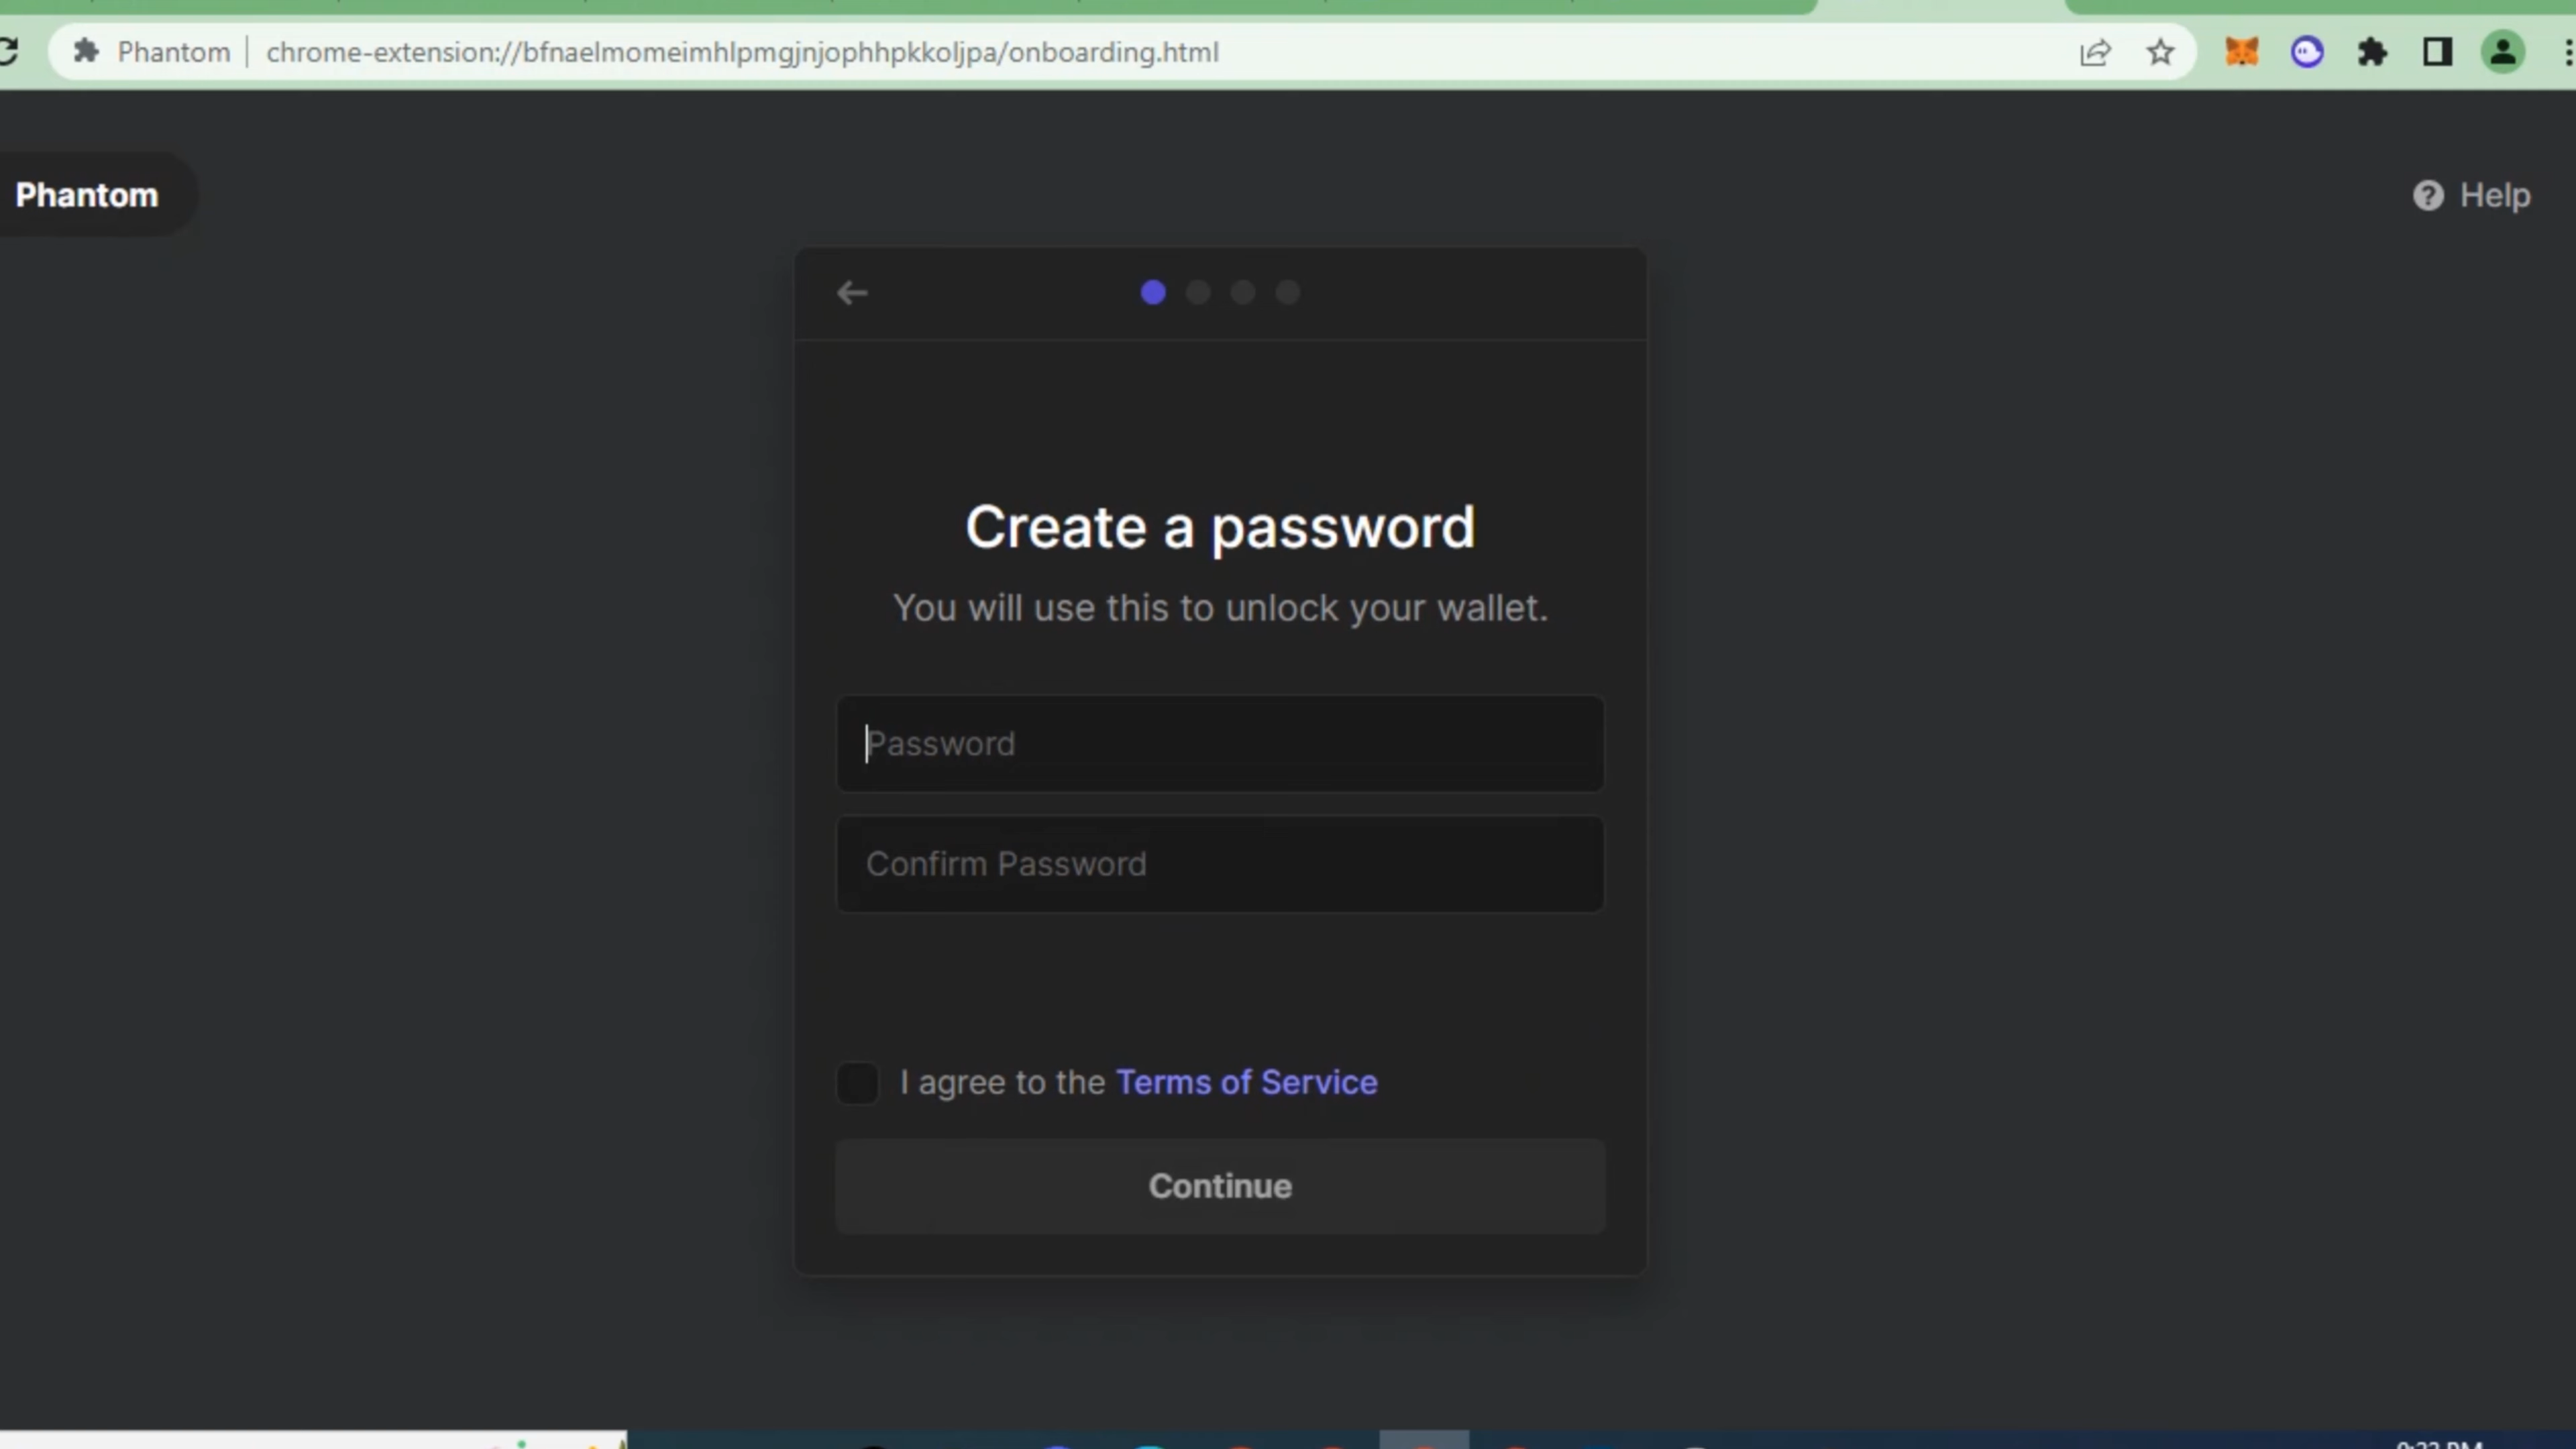 Phantom
chrome-extension://bfnaelmomeimhlpmgjnjophhpkkoljpa/onboarding.html
Phantom
Help
Create a password
You will use this to unlock your wallet.
Password
Confirm Password
I agree to the Terms of Service
Continue